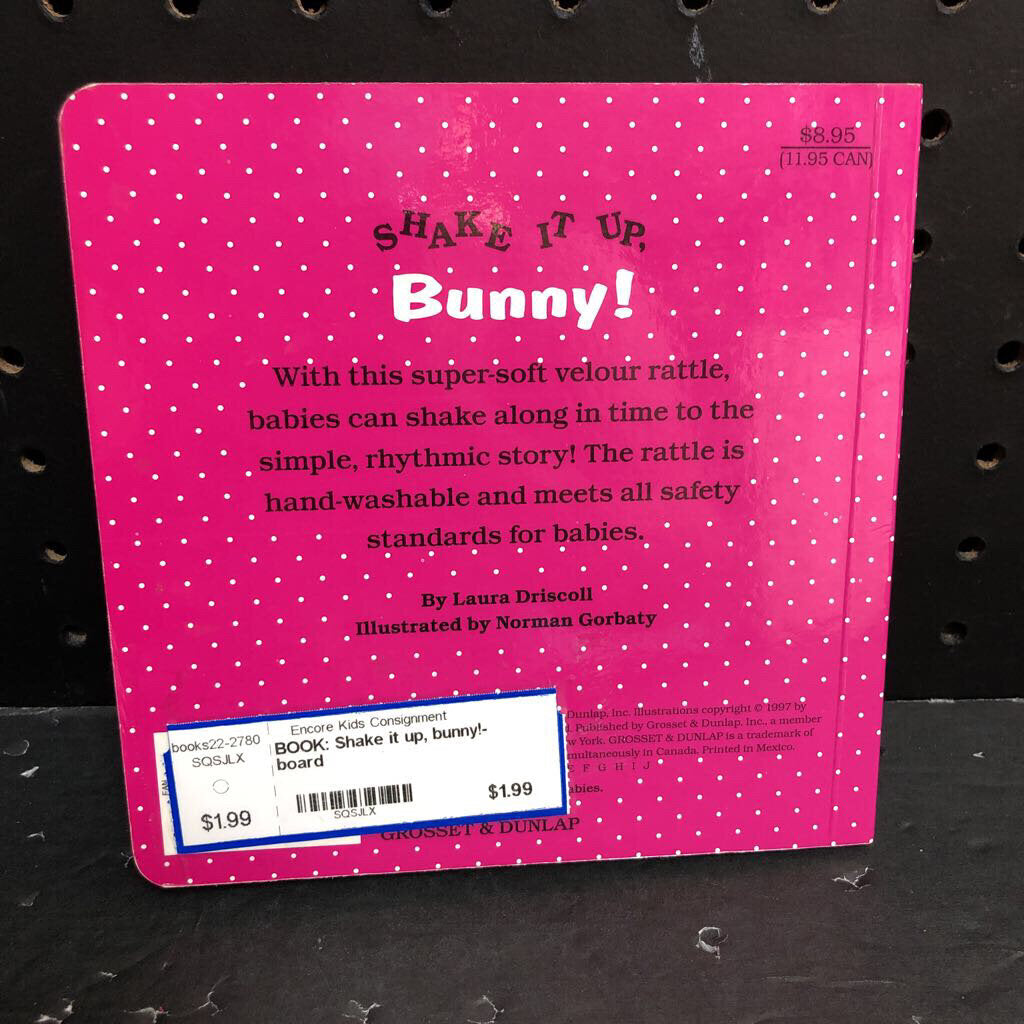 $8.95
(11.95 CAN)
SHAKE IT UP,
Bunny!
With this super-soft velour rattle,
babies can shake along in time to the
simple, rhythmic story! The rattle is
hand-washable and meets all safety
standards for babies.
By Laura Driscoll
Illustrated by Norman Gorbaty
Dunlap, Inc. Illustrations copyright © 1997 by
Published by Grosset & Dunlap, Inc., a member
York. GROSSET & DUNLAP is a trademark of
Simultaneously in Canada. Printed in Mexico.
F G H I J
GROSSET & DUNLAP
books22-2780
SQSJLX
$1.99
Encore Kids Consignment
BOOK: Shake it up, bunny!-
board
$1.99
SQSJLX
EAN